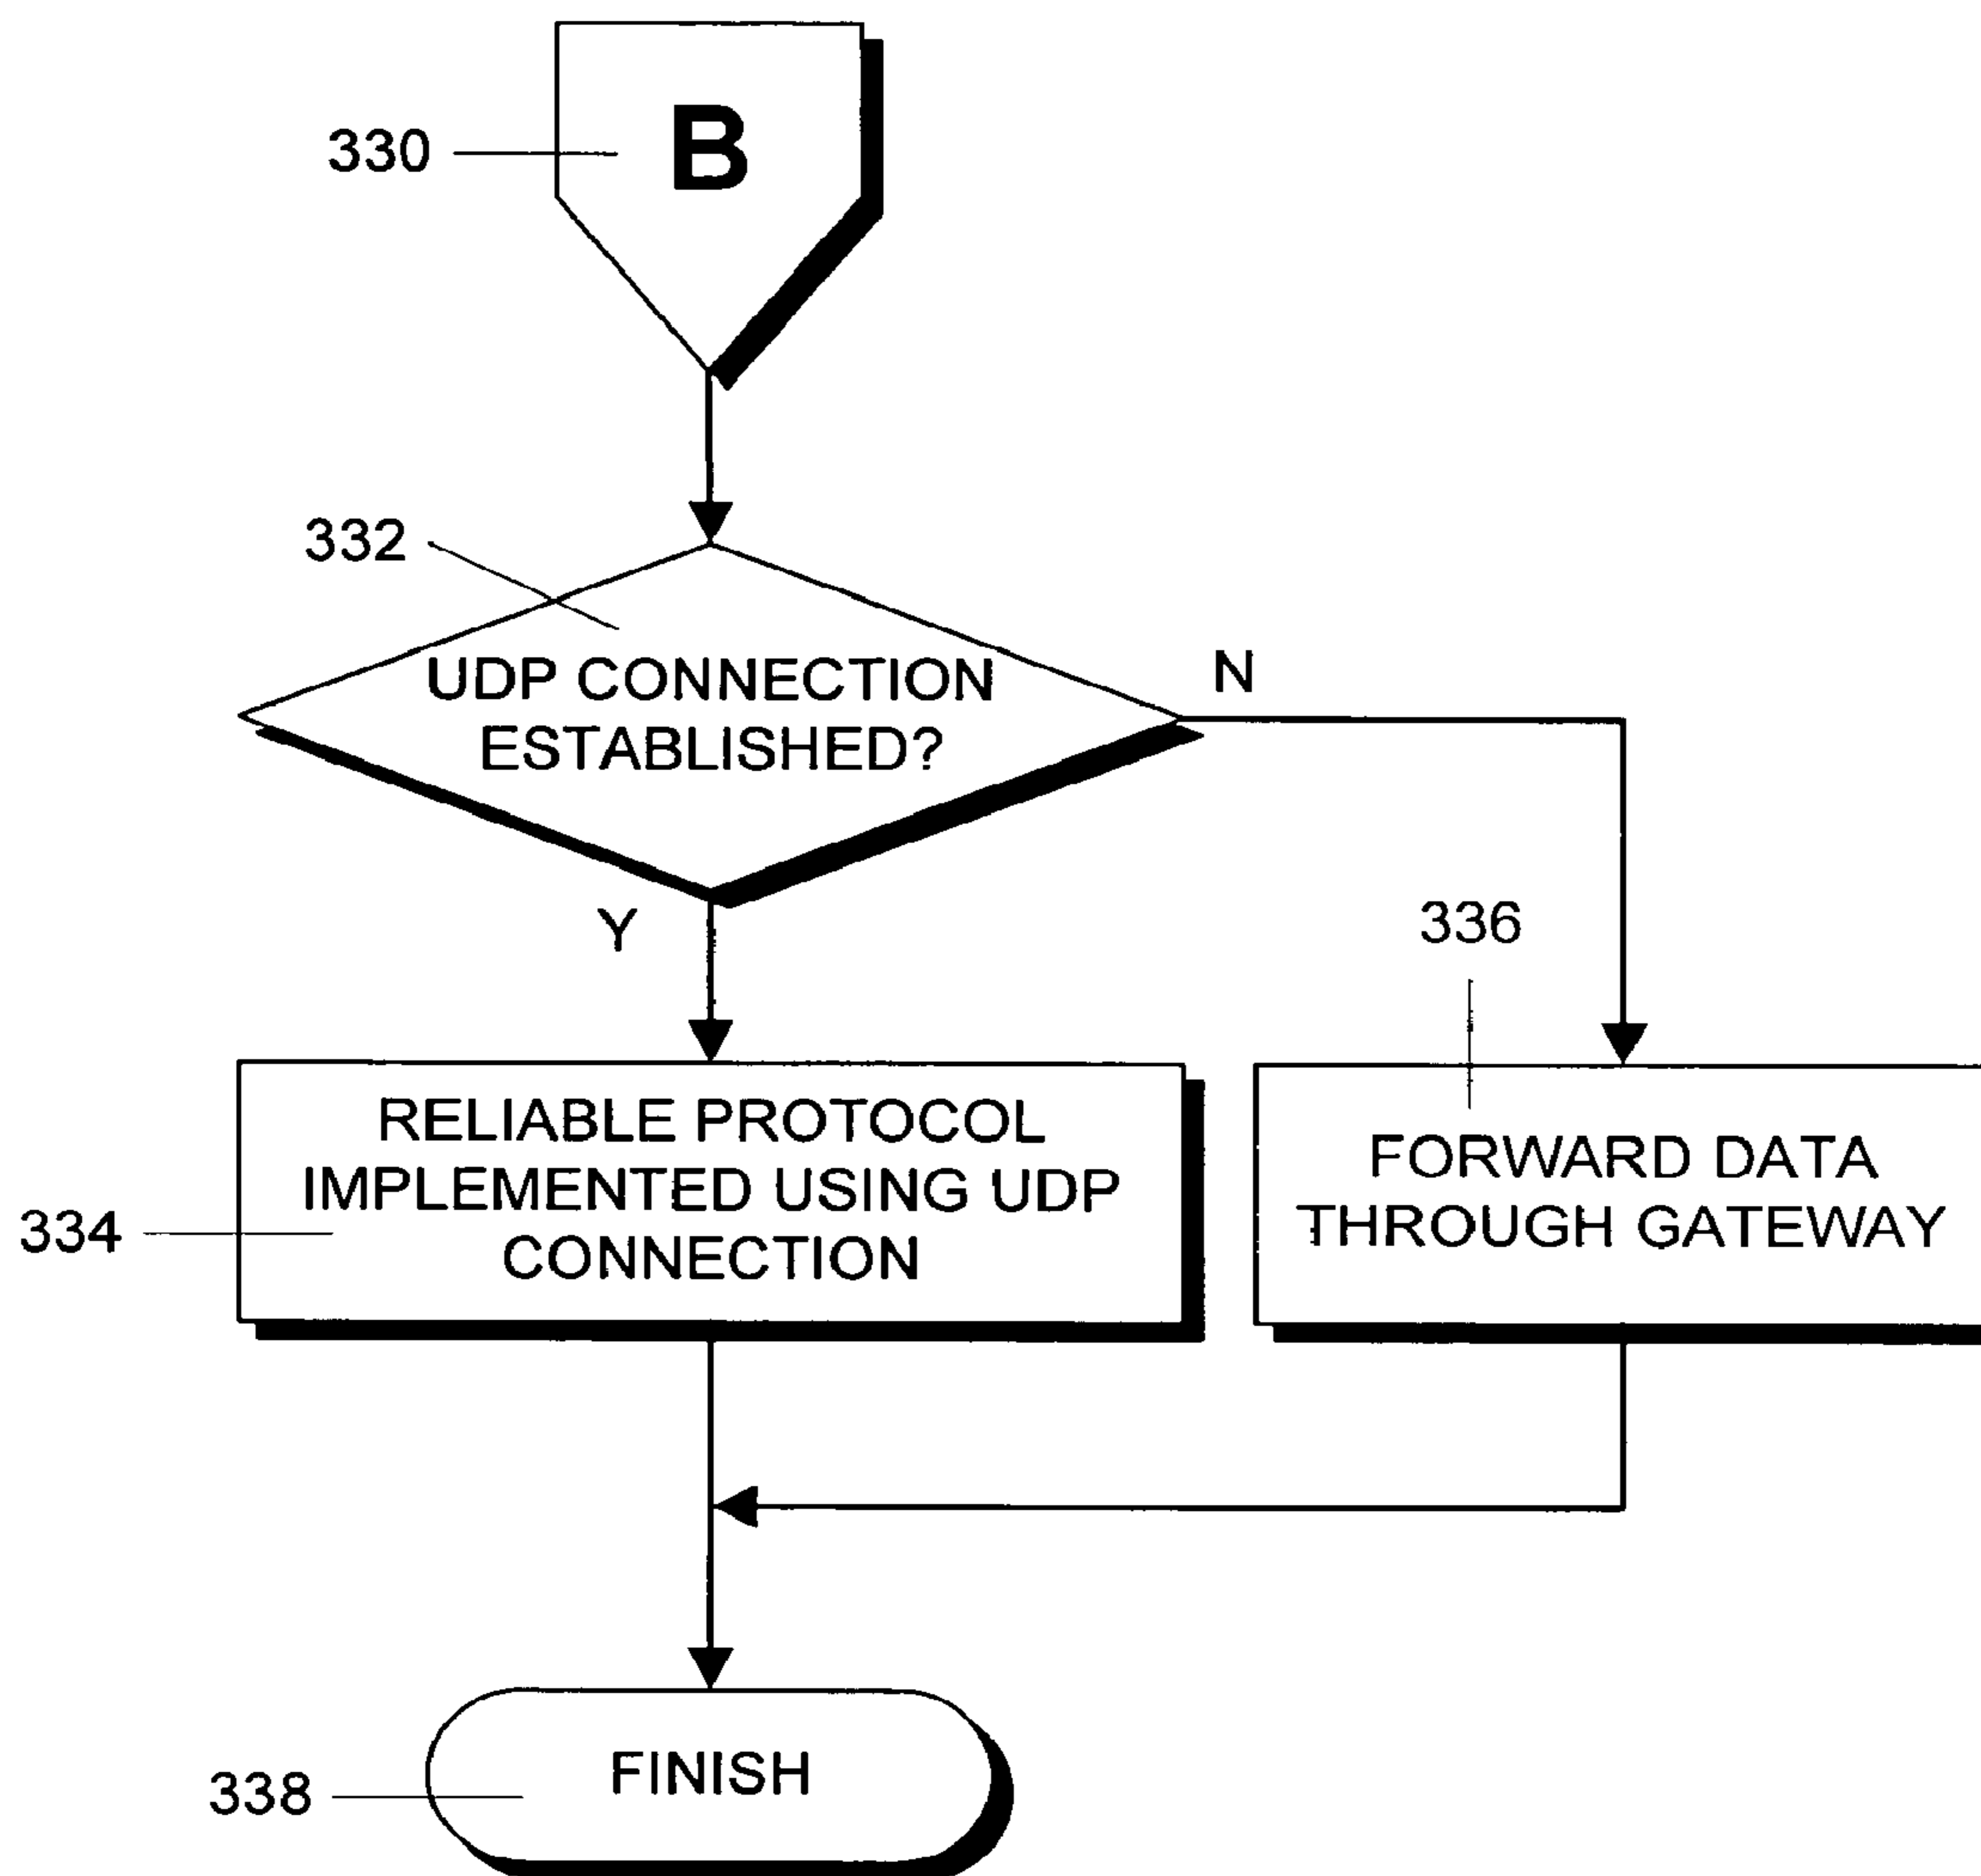 330
B
332
UDP CONNECTION
ESTABLISHED?
N
Y
336
334
RELIABLE PROTOCOL
IMPLEMENTED USING UDP
CONNECTION
FORWARD DATA
THROUGH GATEWAY
338
FINISH